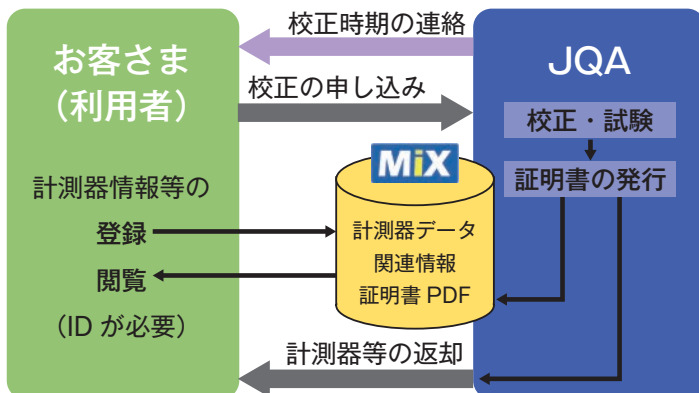 お客さま
(利用者)
計測器情報等の
登録
閲覧
(ID が必要)
校正時期の連絡
校正の申し込み
MiX
計測器データ
関連情報
証明書 PDF
計測器等の返却
JQA
校正・試験
証明書の発行